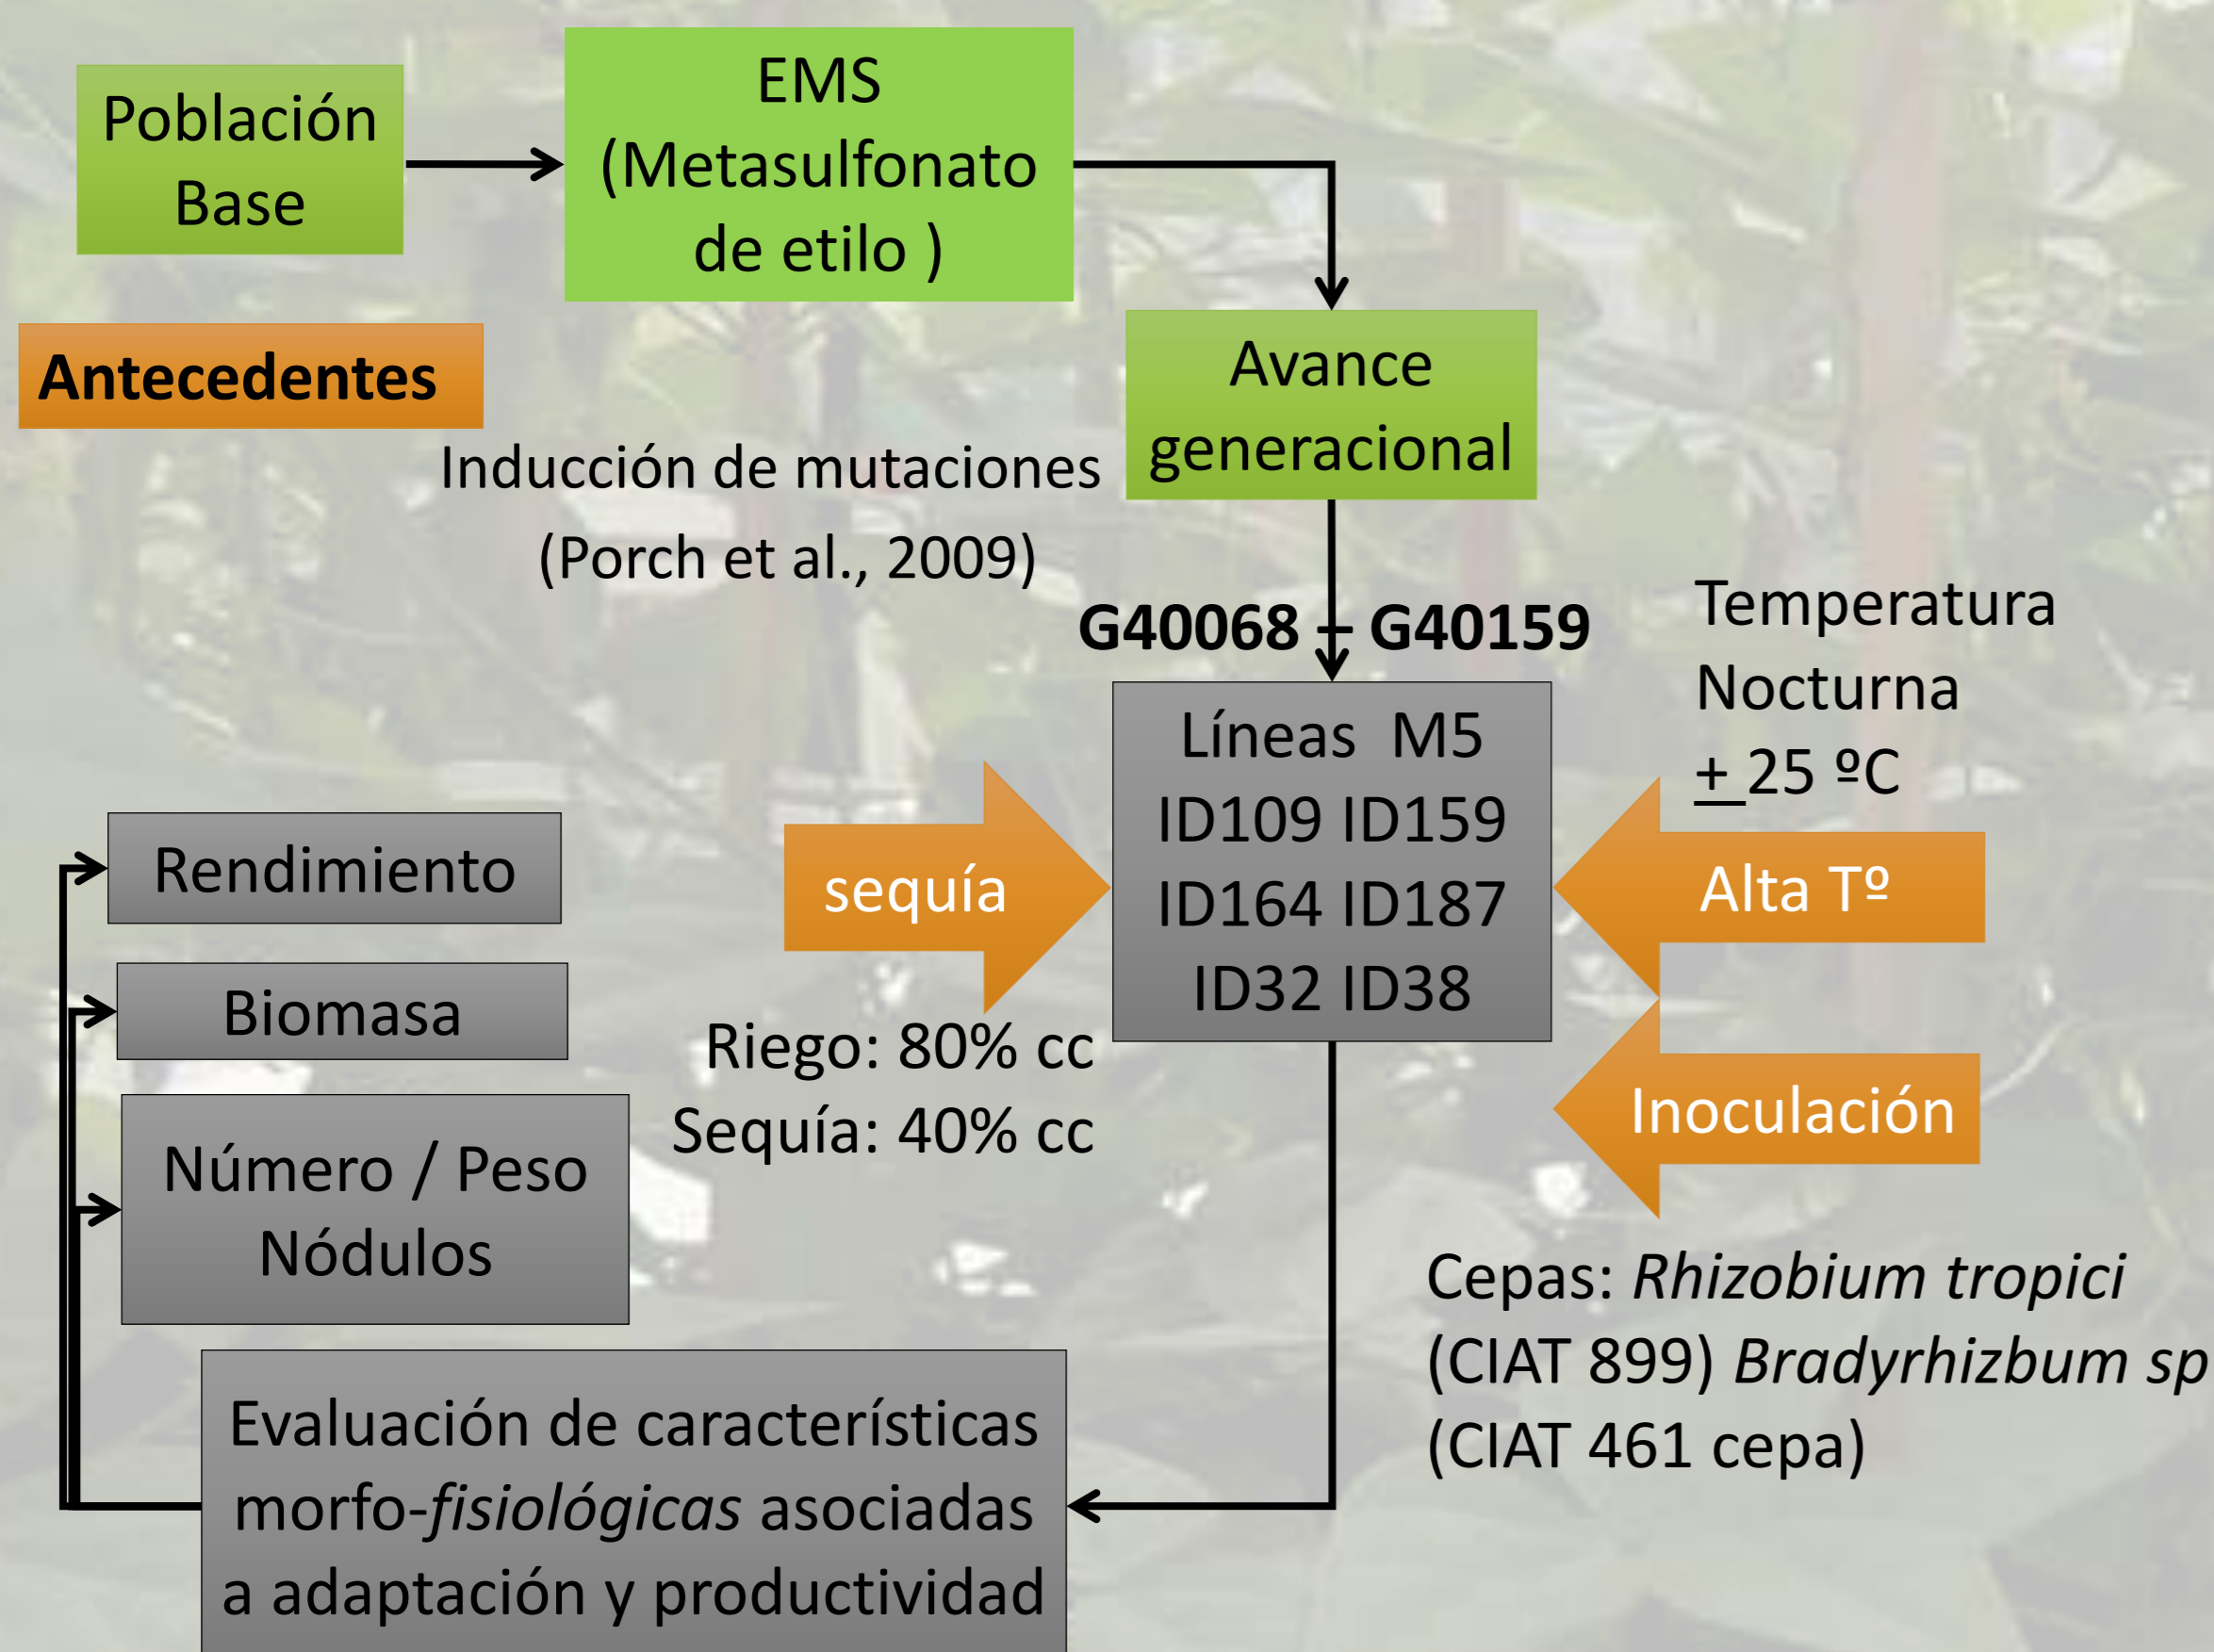 Población
Base
EMS
(Metasulfonato
de etilo )
Antecedentes
Avance
generacional
Inducción de mutaciones
(Porch et al., 2009)
G40068 – G40159
Temperatura
Nocturna
+ 25 ºC
Líneas  M5
ID109 ID159
ID164 ID187
ID32 ID38
sequía
Alta Tº
Riego: 80% cc
Sequía: 40% cc
Inoculación
Cepas: Rhizobium tropici
(CIAT 899) Bradyrhizbum sp
(CIAT 461 cepa)
Rendimiento
Biomasa
Número / Peso
Nódulos
Evaluación de características
morfo-fisiológicas asociadas
a adaptación y productividad